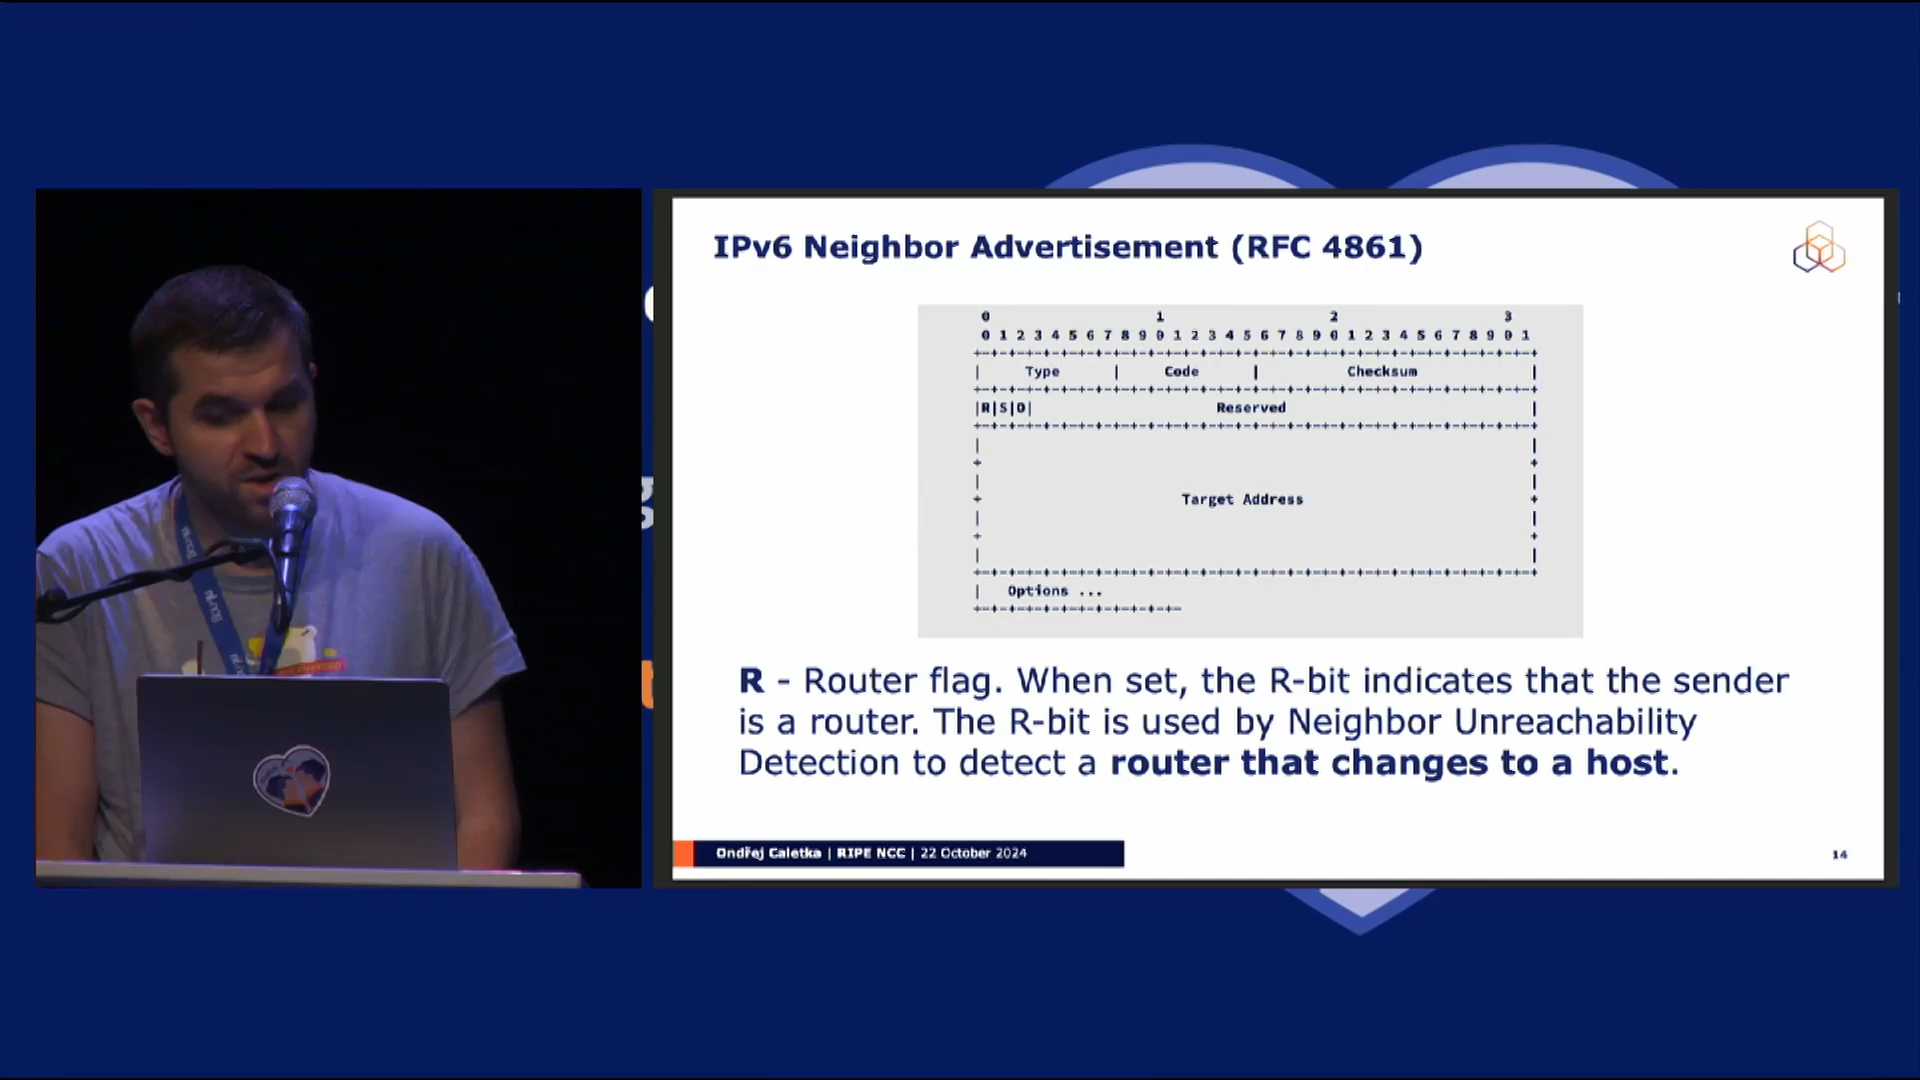 IPv6 Neighbor Advertisement (RFC 4861)
0 1 2 3
0 1 2 3 4 5 6 7 8 9 0 1 2 3 4 5 6 7 8 9 0 1 2 3 4 5 6 7 8 9 0 1
+-+-+-+-+-+-+-+-+-+-+-+-+-+-+-+-+-+-+-+-+-+-+-+-+-+-+-+-+-+-+-+-+
| Type | Code | Checksum |
+-+-+-+-+-+-+-+-+-+-+-+-+-+-+-+-+-+-+-+-+-+-+-+-+-+-+-+-+-+-+-+-+
|R|S|O| Reserved |
+-+-+-+-+-+-+-+-+-+-+-+-+-+-+-+-+-+-+-+-+-+-+-+-+-+-+-+-+-+-+-+-+
| |
+ +
| |
+ Target Address +
| |
+ +
| |
+-+-+-+-+-+-+-+-+-+-+-+-+-+-+-+-+-+-+-+-+-+-+-+-+-+-+-+-+-+-+-+-+
| Options ...
+-+-+-+-+-+-+-+-+-+-+-+-
R - Router flag. When set, the R-bit indicates that the sender
is a router. The R-bit is used by Neighbor Unreachability
Detection to detect a router that changes to a host.
Ondřej Caletka | RIPE NCC | 22 October 2024
14